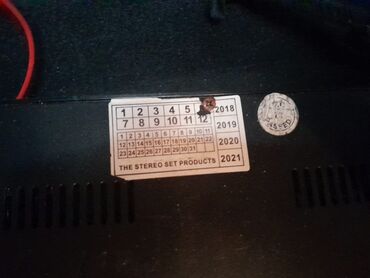 1 2 3 4 5 2018
7 8 9 10 11 12 2019
1 2 3 4 5 6 7 8 9 10 11
12 13 14 15 16 17 18 19 20 21 22 2020
23 24 25 26 27 28 29 30 31
THE STEREO SET PRODUCTS 2021
PASSED